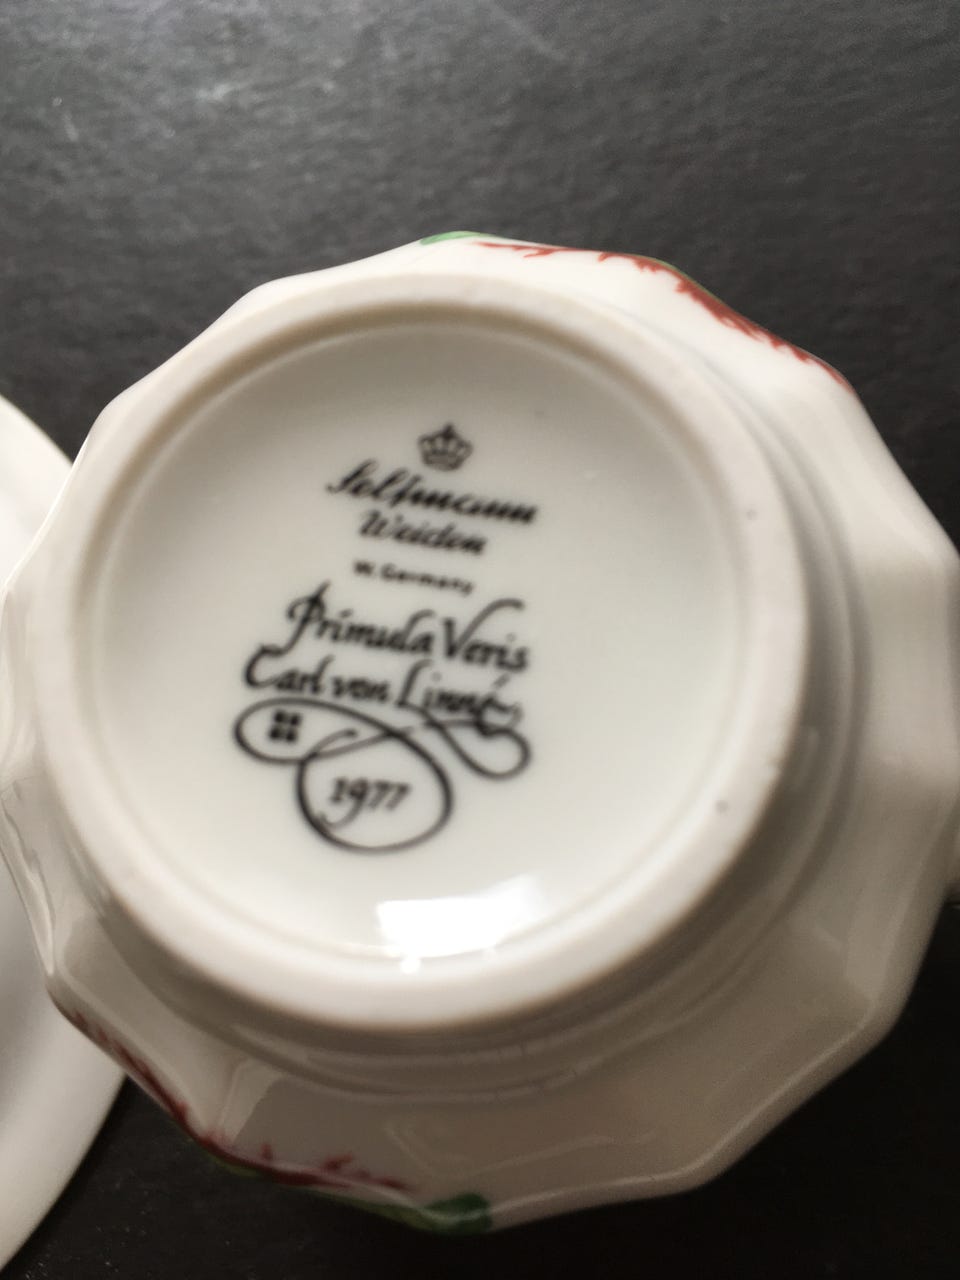 Seltmann
Weiden
W. Germany
Primula Veris
Carl von Linné
1977